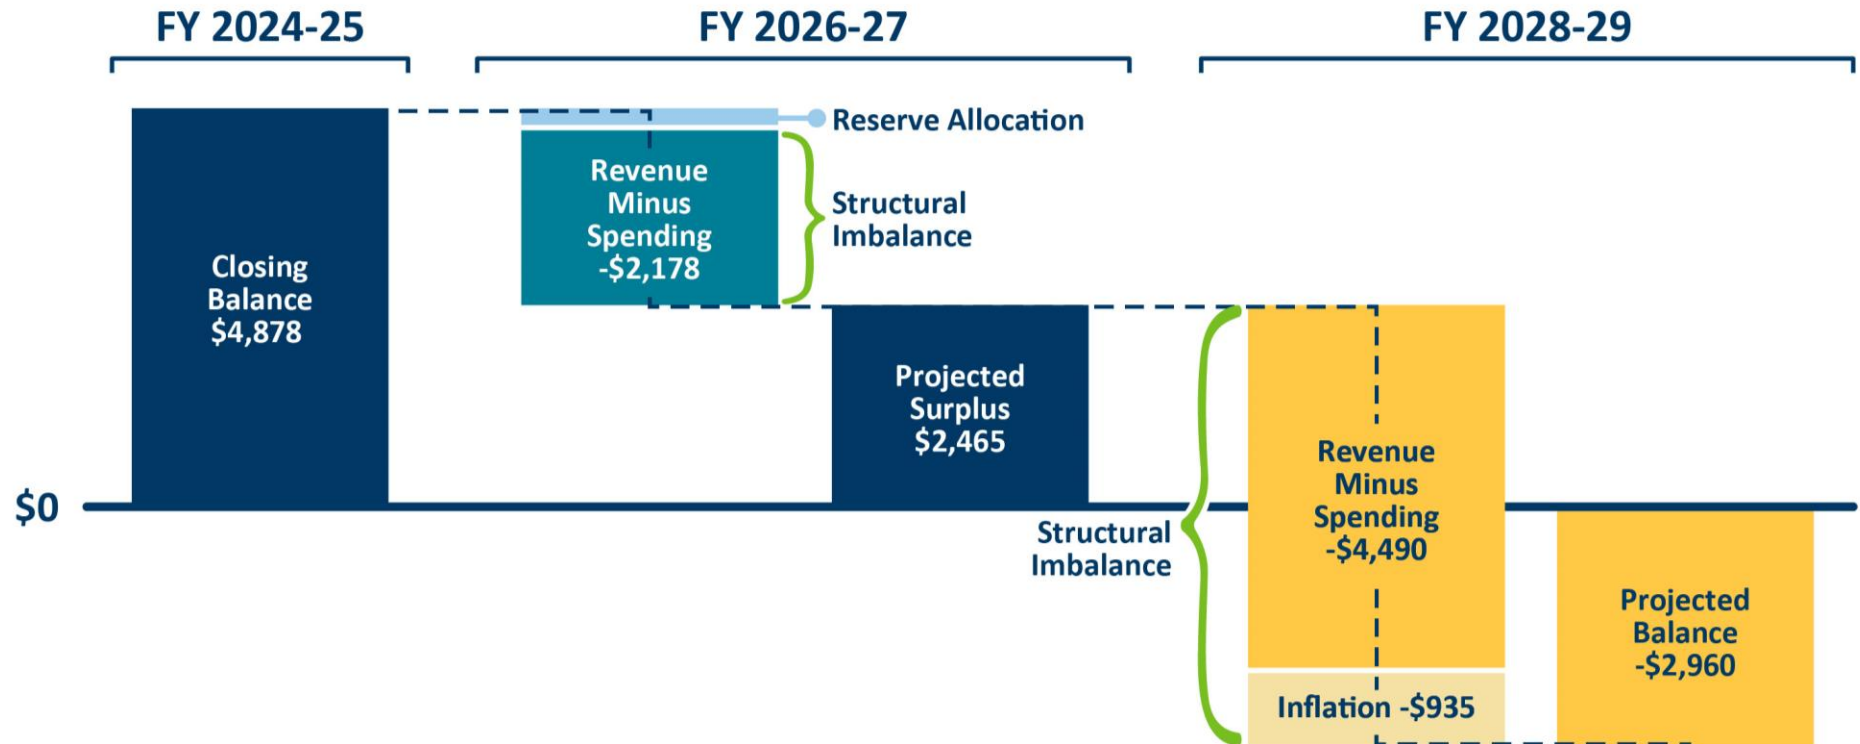 FY 2024-25
FY 2026-27
FY 2028-29
Reserve Allocation
Revenue
Minus
Spending
-$2,178
Structural
Imbalance
Closing
Balance
$4,878
Projected
Surplus
$2,465
$0
Structural
Imbalance
Revenue
Minus
Spending
-$4,490
Inflation -$935
Projected
Balance
-$2,960